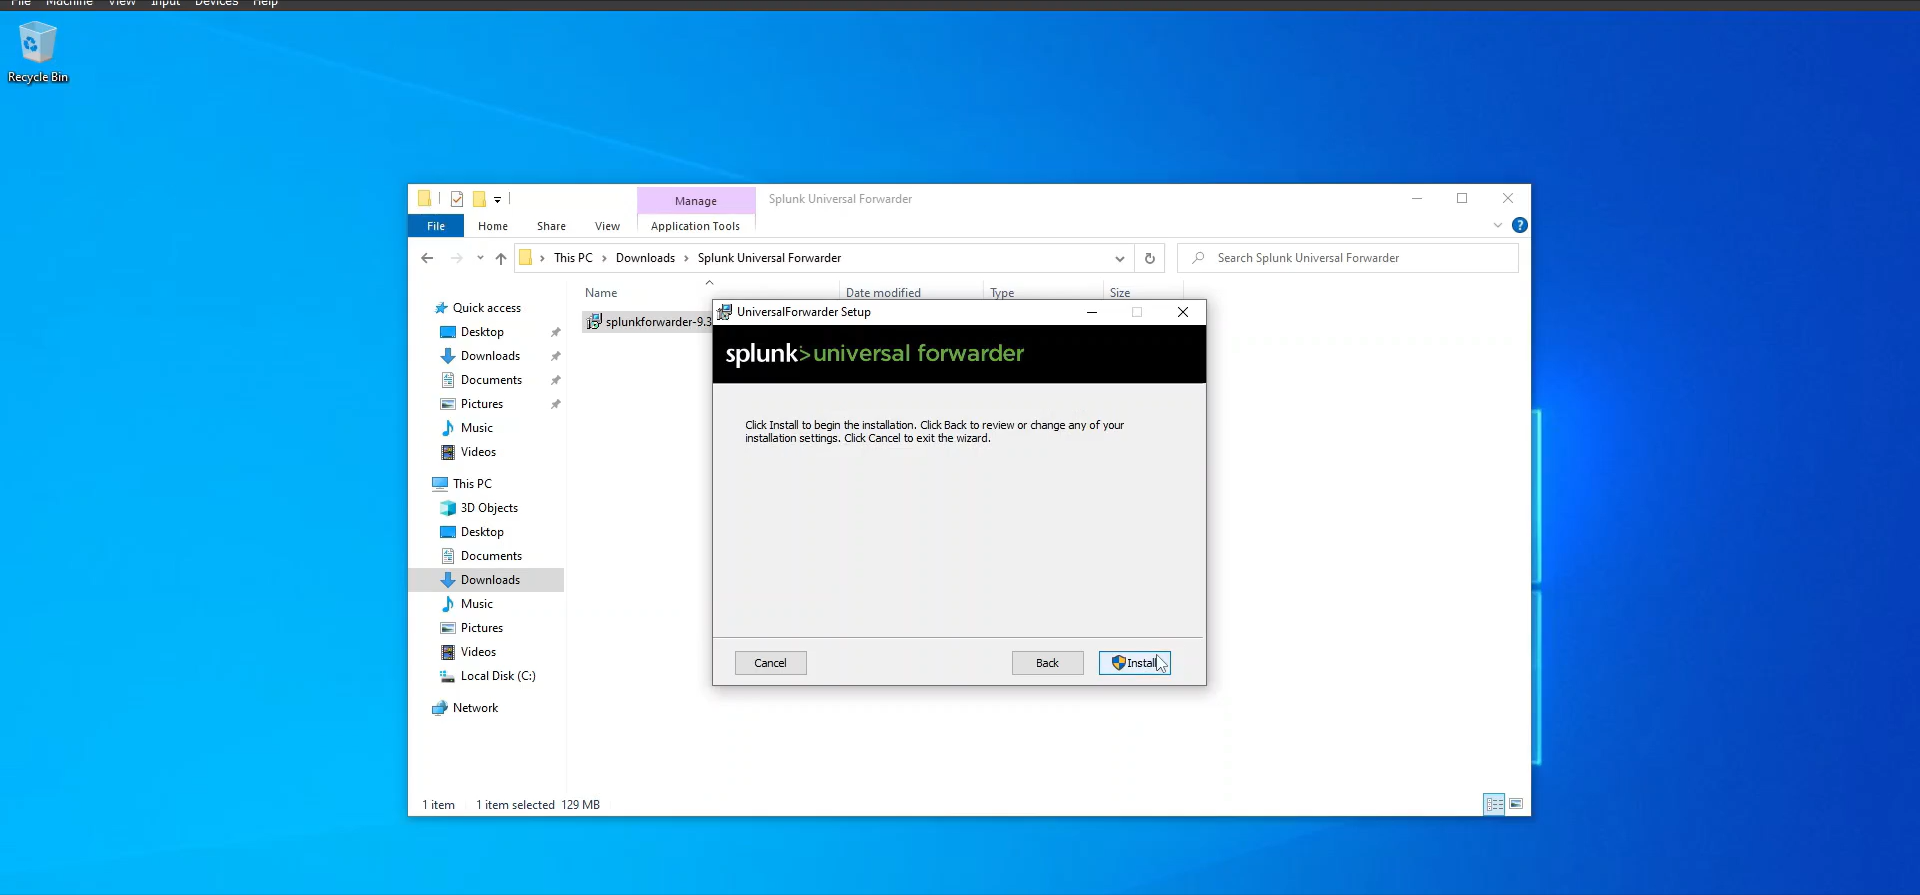 File Machine View Input Devices Help
Recycle Bin
Manage
Splunk Universal Forwarder
File Home Share View Application Tools
This PC > Downloads > Splunk Universal Forwarder
Search Splunk Universal Forwarder
Name Date modified Type Size
Quick access
Desktop
Downloads
Documents
Pictures
Music
Videos
This PC
3D Objects
Desktop
Documents
Downloads
Music
Pictures
Videos
Local Disk (C:)
Network
splunkforwarder-9.3
UniversalForwarder Setup
splunk>universal forwarder
Click Install to begin the installation. Click Back to review or change any of your
installation settings. Click Cancel to exit the wizard.
Cancel Back Install
1 item 1 item selected 129 MB